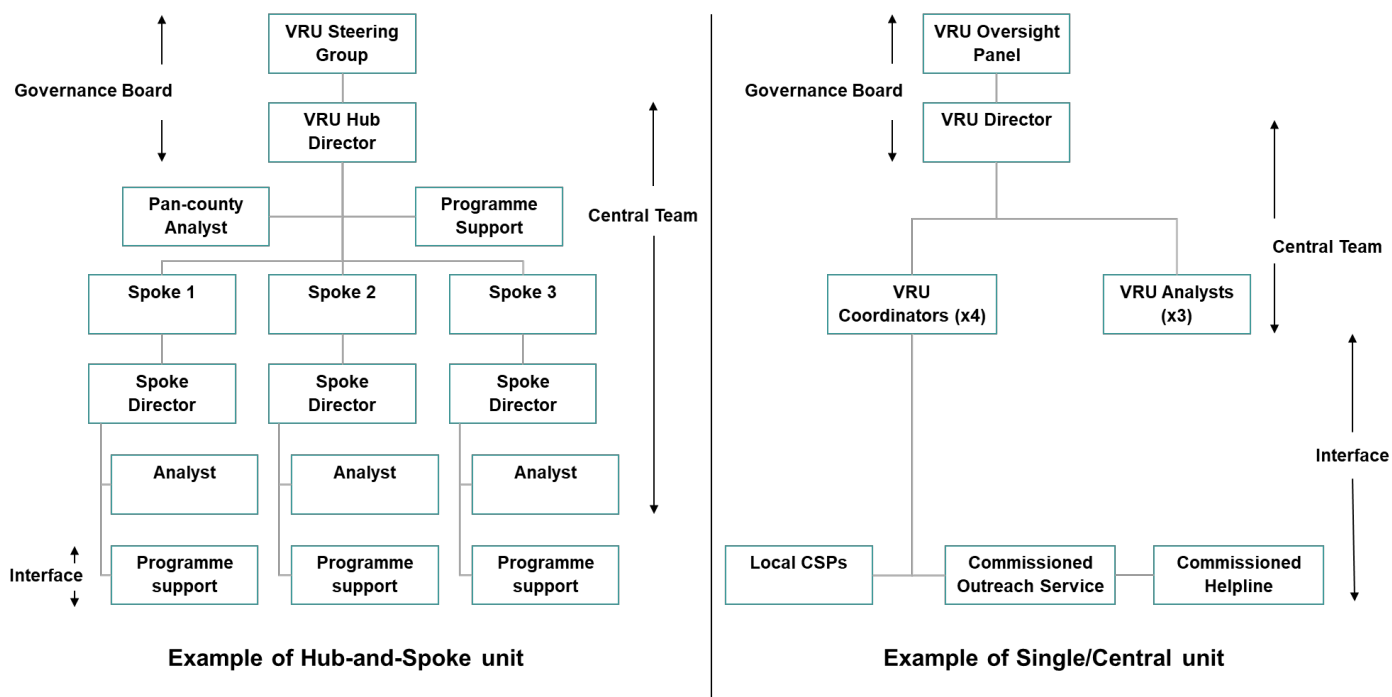 VRU Steering
Group
Governance Board
VRU Hub
Director
Pan-county
Analyst
Programme
Support
Central Team
Spoke 1
Spoke 2
Spoke 3
Spoke
Director
Spoke
Director
Spoke
Director
Analyst
Analyst
Analyst
Interface
Programme
support
Programme
support
Programme
support
Example of Hub-and-Spoke unit
VRU Oversight
Panel
Governance Board
VRU Director
Central Team
VRU
Coordinators (x4)
VRU Analysts
(x3)
Interface
Local CSPs
Commissioned
Outreach Service
Commissioned
Helpline
Example of Single/Central unit